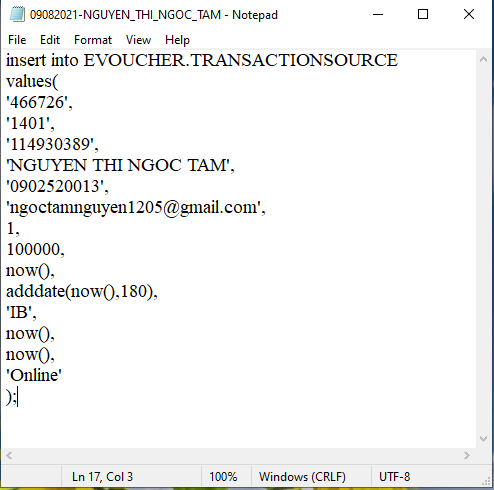 09082021-NGUYEN_THI_NGOC_TAM - Notepad
File Edit Format View Help
insert into EVOUCHER.TRANSACTIONSOURCE
values(
'466726',
'1401',
'114930389',
'NGUYEN THI NGOC TAM',
'0902520013',
'ngoctamnguyen1205@gmail.com',
1,
100000,
now(),
adddate(now(),180),
'IB',
now(),
now(),
'Online'
);
Ln 17, Col 3 100% Windows (CRLF) UTF-8